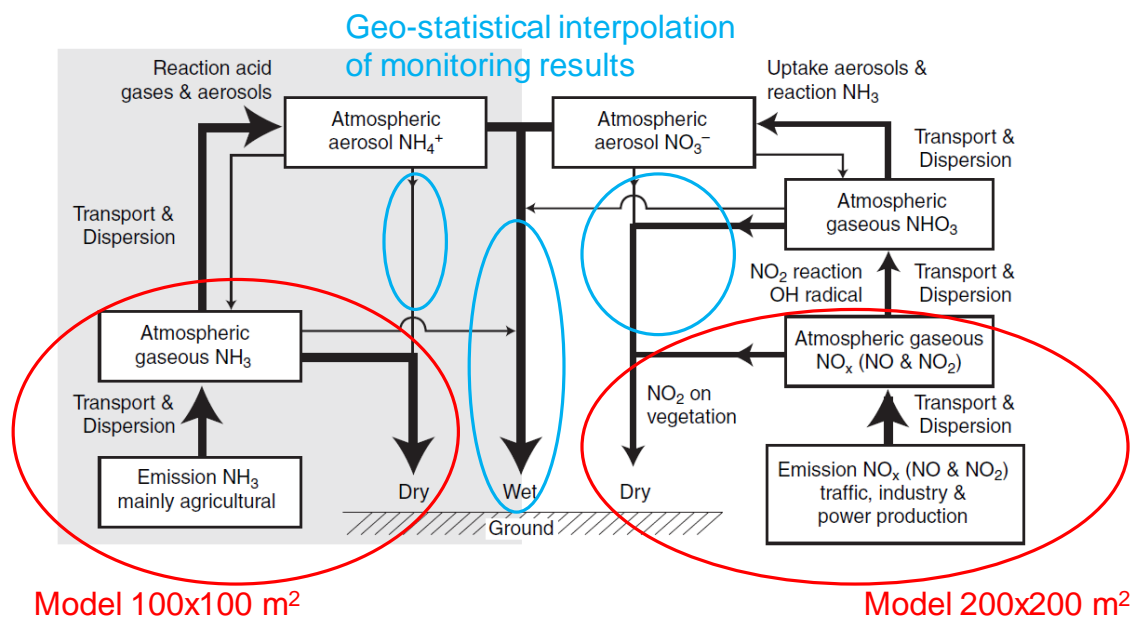 Geo-statistical interpolation
of monitoring results
Reaction acid
gases & aerosols
Uptake aerosols &
reaction NH₃
Atmospheric
aerosol NH₄⁺
Atmospheric
aerosol NO₃⁻
Transport &
Dispersion
Transport &
Dispersion
Atmospheric
gaseous NHO₃
NO₂ reaction
OH radical
Transport &
Dispersion
Atmospheric
gaseous NH₃
Atmospheric gaseous
NOₓ (NO & NO₂)
Transport &
Dispersion
NO₂ on
vegetation
Transport &
Dispersion
Emission NH₃
mainly agricultural
Emission NOₓ (NO & NO₂)
traffic, industry &
power production
Dry
Wet
Dry
Ground
Model 100x100 m²
Model 200x200 m²